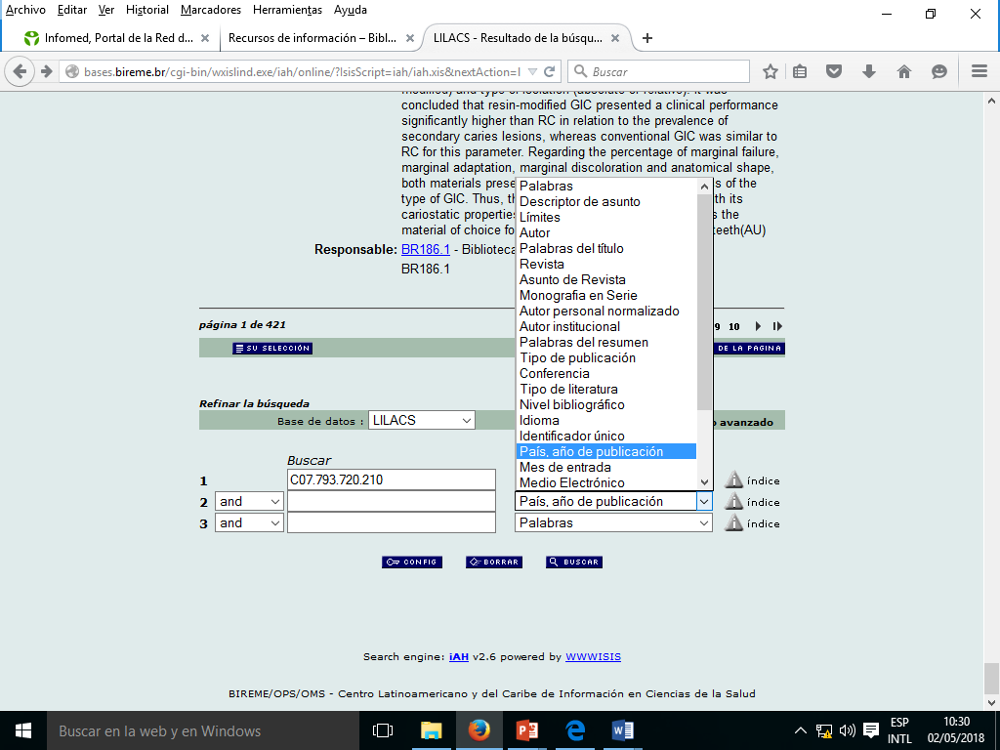 Archivo Editar Ver Historial Marcadores Herramientas Ayuda
Infomed, Portal de la Red d... × Recursos de información – Bibl... × LILACS - Resultado de la búsqu... × +
bases.bireme.br/cgi-bin/wxislind.exe/iah/online/?IsisScript=iah/iah.xis&nextAction=l Buscar
modified) and type of isolation (absolute or relative). It was
concluded that resin-modified GIC presented a clinical performance
significantly higher than RC in relation to the prevalence of
secondary caries lesions, whereas conventional GIC was similar to
RC for this parameter. Regarding the percentage of marginal failure,
marginal adaptation, marginal discoloration and anatomical shape,
both materials prese s of the
type of GIC. Thus, th th its
cariostatic properties s the
material of choice fo teeth(AU)
Responsable: BR186.1 - Biblioteca
BR186.1
Palabras
Descriptor de asunto
Límites
Autor
Palabras del título
Revista
Asunto de Revista
Monografia en Serie
Autor personal normalizado
Autor institucional
Palabras del resumen
Tipo de publicación
Conferencia
Tipo de literatura
Nivel bibliográfico
Idioma
Identificador único
País, año de publicación
Mes de entrada
Medio Electrónico
página 1 de 421 9 10
SU SELECCIÓN DE LA PAGINA
Refinar la búsqueda
Base de datos : LILACS avanzado
Buscar
1 C07.793.720.210 índice
2 and País, año de publicación índice
3 and Palabras índice
CONFIG BORRAR BUSCAR
Search engine: iAH v2.6 powered by WWWISIS
BIREME/OPS/OMS - Centro Latinoamericano y del Caribe de Información en Ciencias de la Salud
Buscar en la web y en Windows
ESP
INTL
10:30
02/05/2018